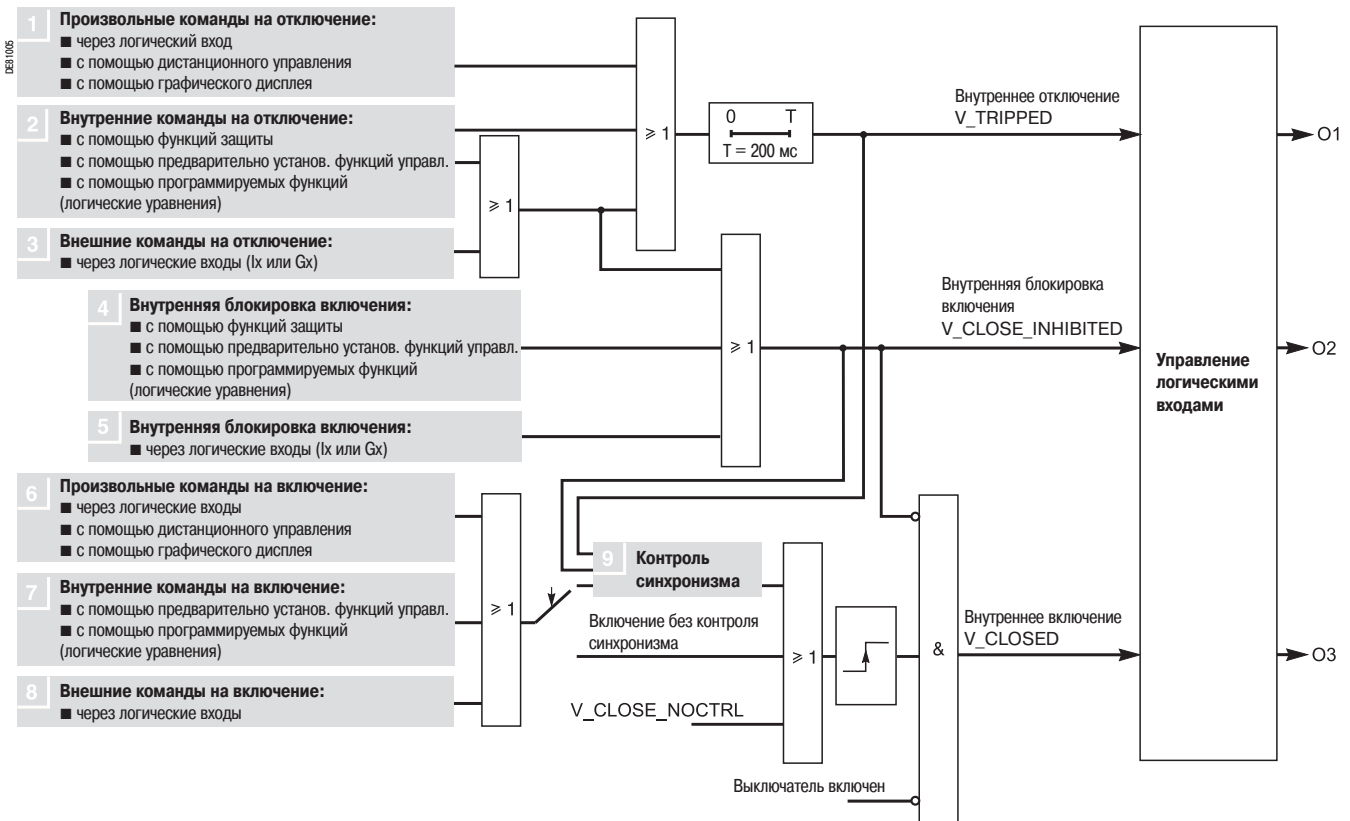 DE81005
1
Произвольные команды на отключение:
■ через логический вход
■ с помощью дистанционного управления
■ с помощью графического дисплея
2
Внутренние команды на отключение:
■ с помощью функций защиты
■ с помощью предварительно установ. функций управл.
■ с помощью программируемых функций
(логические уравнения)
3
Внешние команды на отключение:
■ через логические входы (Ix или Gx)
4
Внутренняя блокировка включения:
■ с помощью функций защиты
■ с помощью предварительно установ. функций управл.
■ с помощью программируемых функций
(логические уравнения)
5
Внутренняя блокировка включения:
■ через логические входы (Ix или Gx)
6
Произвольные команды на включение:
■ через логические входы
■ с помощью дистанционного управления
■ с помощью графического дисплея
7
Внутренние команды на включение:
■ с помощью предварительно установ. функций управл.
■ с помощью программируемых функций
(логические уравнения)
8
Внешние команды на включение:
■ через логические входы
⩾ 1
⩾ 1
⩾ 1
⩾ 1
0 T
T = 200 мс
9
Контроль
синхронизма
Включение без контроля
синхронизма
V_CLOSE_NOCTRL
⩾ 1
Выключатель включен
&
Внутреннее отключение
V_TRIPPED
Внутренняя блокировка
включения
V_CLOSE_INHIBITED
Внутреннее включение
V_CLOSED
Управление
логическими
входами
O1
O2
O3